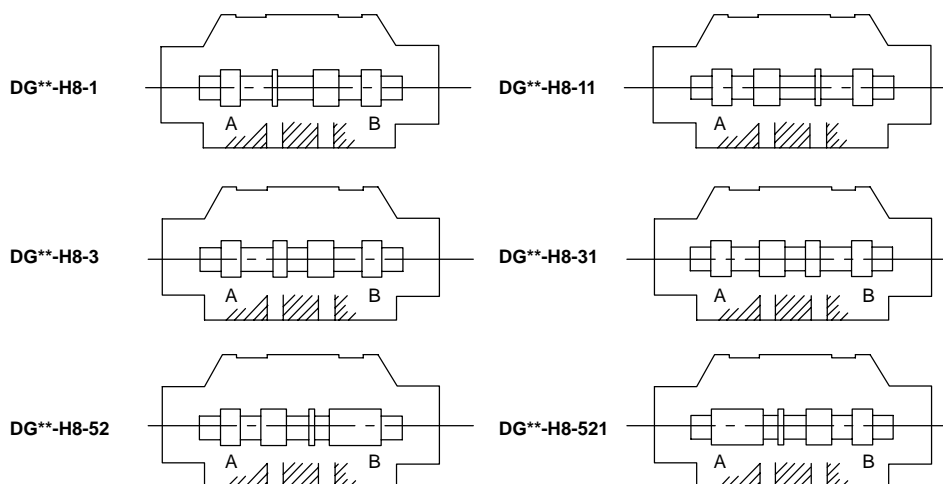 DG**-H8-1
A B
DG**-H8-11
A
DG**-H8-3
A B
DG**-H8-31
A B
DG**-H8-52
A B
DG**-H8-521
A B